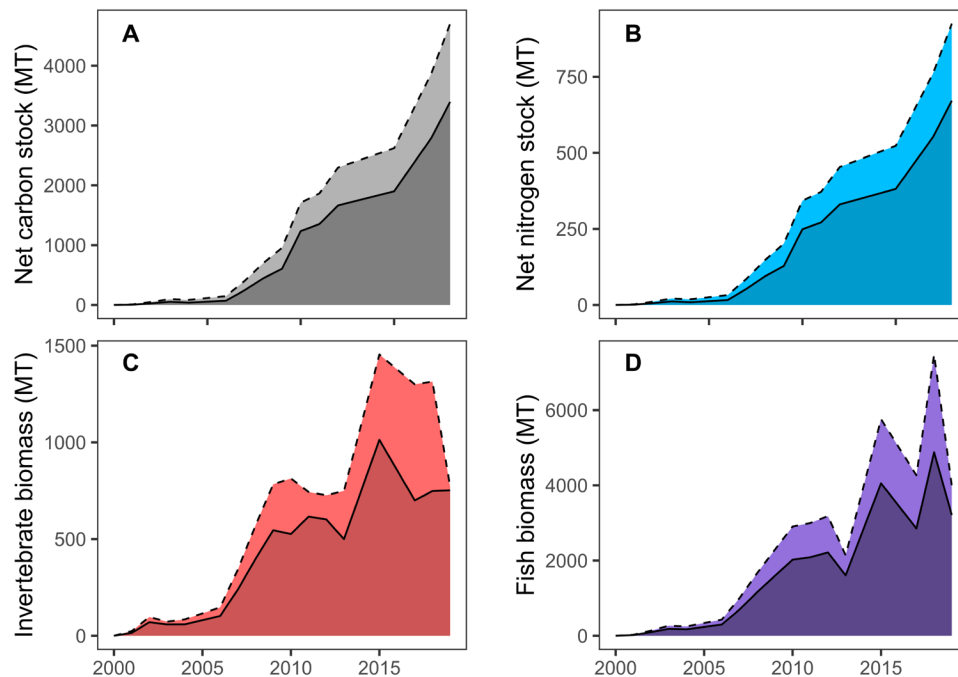 A
B
Net carbon stock (MT)
4000
3000
2000
1000
0
Net nitrogen stock (MT)
750
500
250
0
C
D
Invertebrate biomass (MT)
1500
1000
500
0
Fish biomass (MT)
6000
4000
2000
0
2000 2005 2010 2015
2000 2005 2010 2015